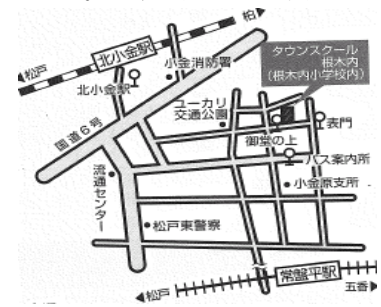 柏▶
北小金駅
◀松戸
小金消防署
タウンスクール
根木内
(根木内小学校内)
北小金駅
ユーカリ
交通公園
表門
国道6号
御堂の上
バス案内所
流通センター
小金原支所
松戸東警察
常盤平駅
◀松戸
五香▶